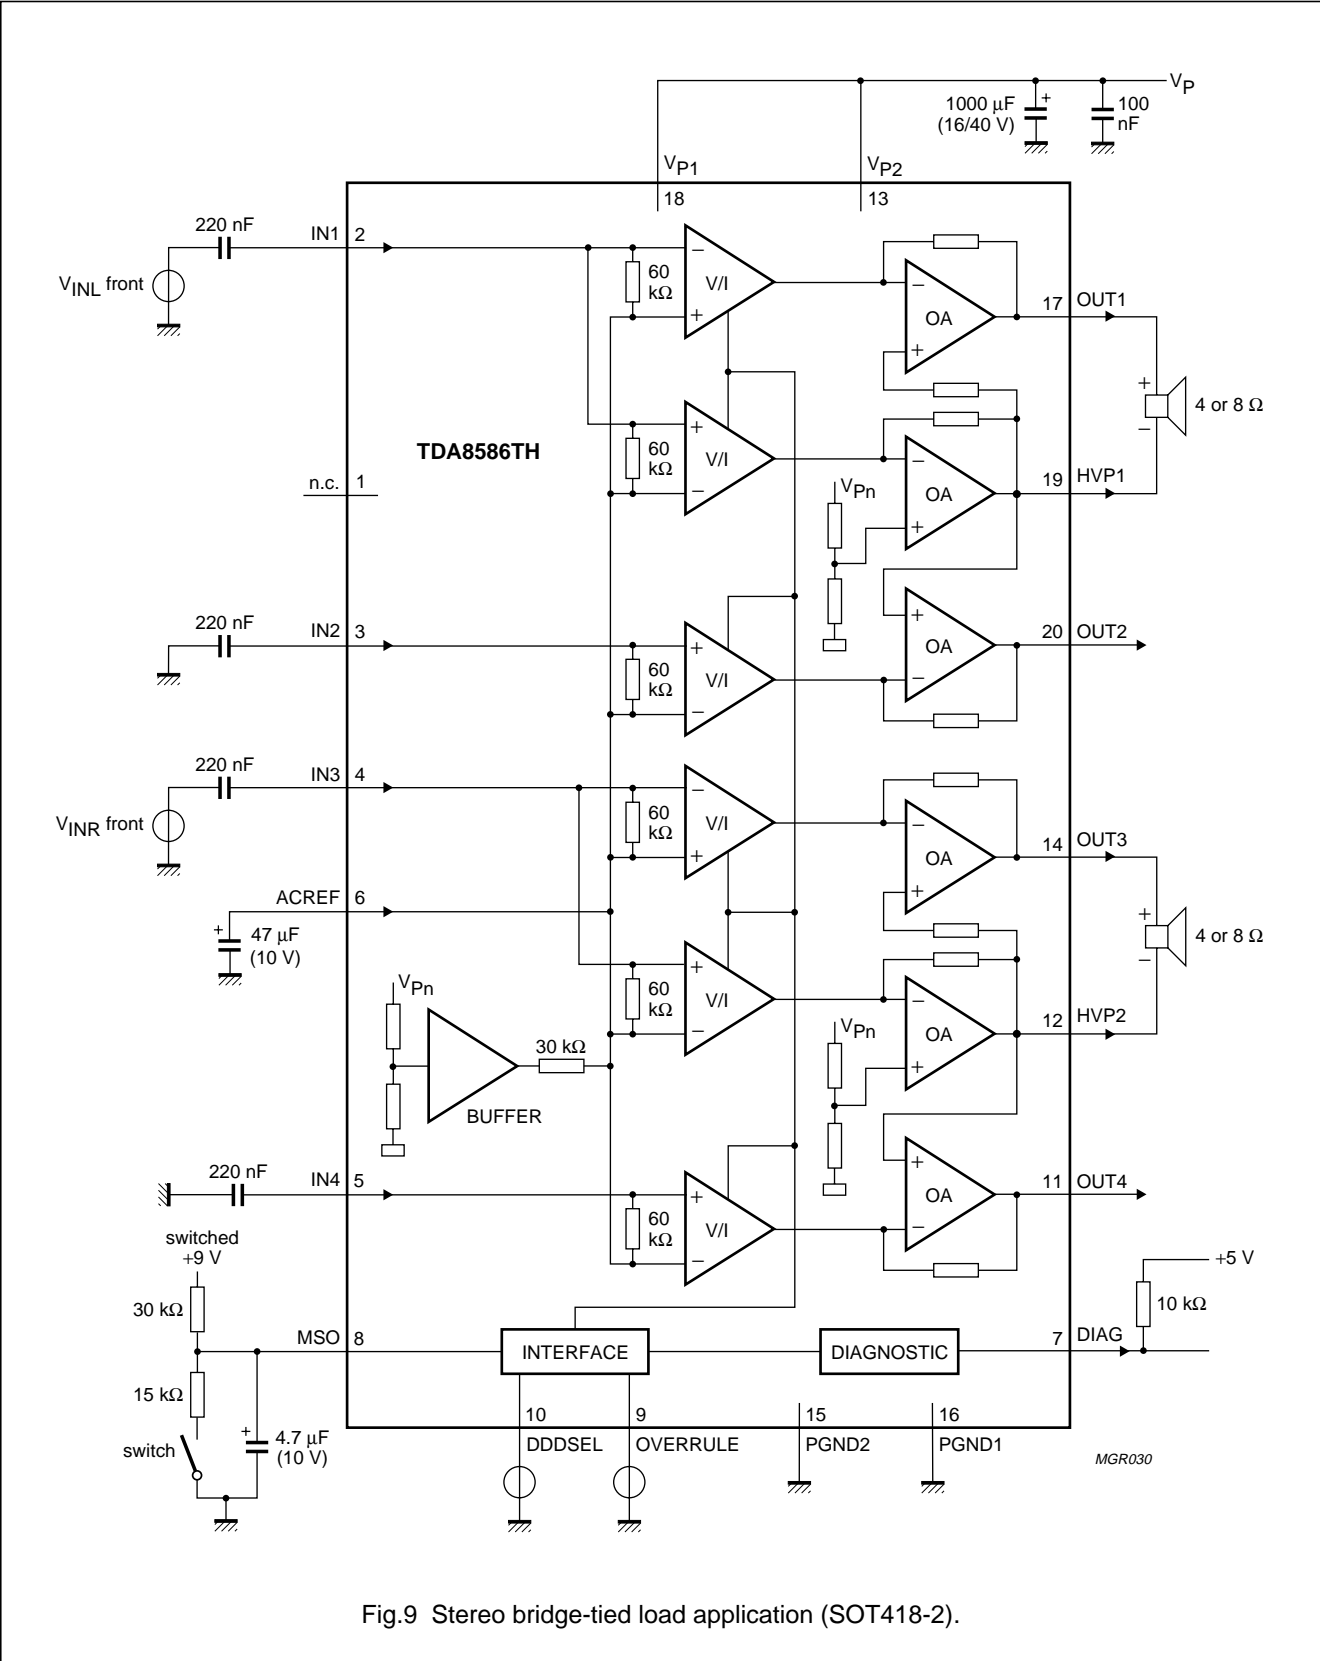 V_P
1000 μF
(16/40 V)
100
nF
V_P1
V_P2
18
13
220 nF
IN1
2
V_INL front
60
kΩ
−
V/I
+
−
OA
+
17
OUT1
+
4 or 8 Ω
−
TDA8586TH
n.c.
1
60
kΩ
+
V/I
−
V_Pn
−
OA
+
19
HVP1
220 nF
IN2
3
60
kΩ
+
V/I
−
+
OA
−
20
OUT2
220 nF
IN3
4
V_INR front
60
kΩ
−
V/I
+
−
OA
+
14
OUT3
+
4 or 8 Ω
−
ACREF
6
+
47 μF
(10 V)
V_Pn
BUFFER
30 kΩ
60
kΩ
+
V/I
−
V_Pn
−
OA
+
12
HVP2
220 nF
IN4
5
60
kΩ
+
V/I
−
+
OA
−
11
OUT4
switched
+9 V
30 kΩ
MSO
8
15 kΩ
switch
+
4.7 μF
(10 V)
INTERFACE
DIAGNOSTIC
+5 V
10 kΩ
7
DIAG
10
9
15
16
DDDSEL
OVERRULE
PGND2
PGND1
MGR030
Fig.9 Stereo bridge-tied load application (SOT418-2).